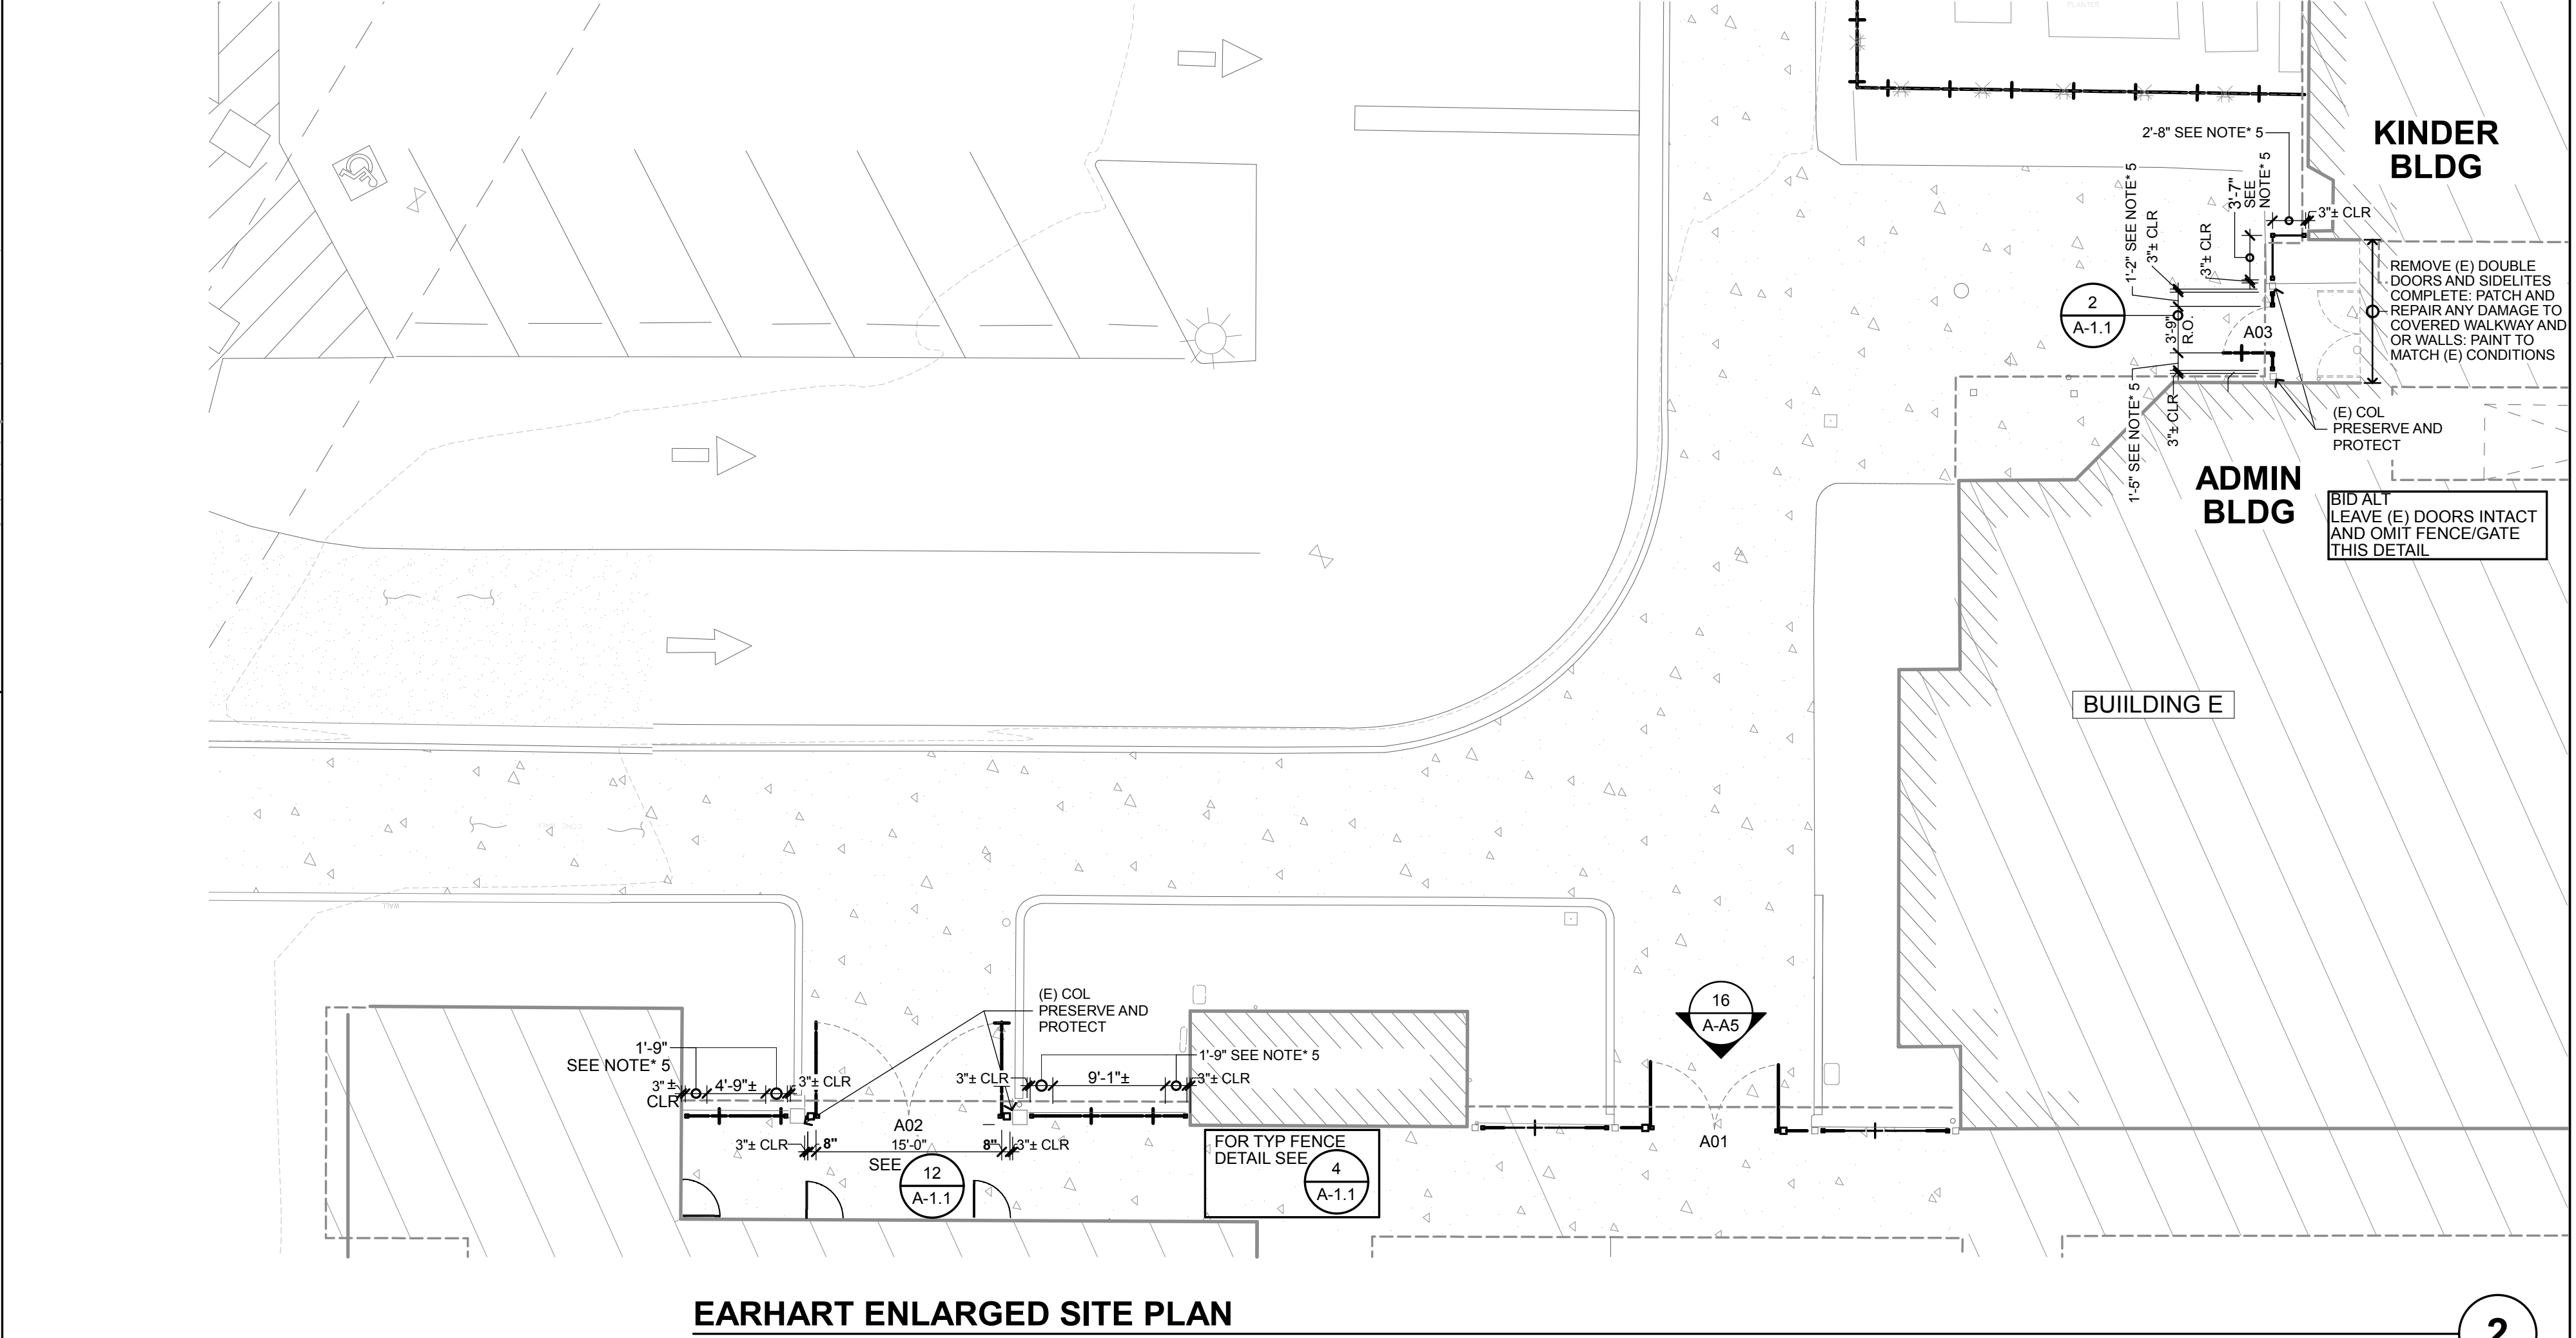 PLANTER
KINDER
BLDG
2'-8" SEE NOTE* 5
1'-2" SEE NOTE* 5
3"± CLR
3"± CLR
3'-7"
SEE
NOTE* 5
3"± CLR
2
A-1.1
3'-9"
R.O.
A03
REMOVE (E) DOUBLE
DOORS AND SIDELITES
COMPLETE: PATCH AND
REPAIR ANY DAMAGE TO
COVERED WALKWAY AND
OR WALLS: PAINT TO
MATCH (E) CONDITIONS
1'-5" SEE NOTE* 5
3"± CLR
(E) COL
PRESERVE AND
PROTECT
ADMIN
BLDG
BID ALT
LEAVE (E) DOORS INTACT
AND OMIT FENCE/GATE
THIS DETAIL
BUIILDING E
CONC WALK
WALL
(E) COL
PRESERVE AND
PROTECT
16
A-A5
1'-9"
SEE NOTE* 5
3"±
CLR
4'-9"±
3"± CLR
3"± CLR
9'-1"±
1'-9" SEE NOTE* 5
3"± CLR
A02
A01
3"± CLR
8"
15'-0"
8"
3"± CLR
SEE
12
A-1.1
FOR TYP FENCE
DETAIL SEE
4
A-1.1
EARHART ENLARGED SITE PLAN
2